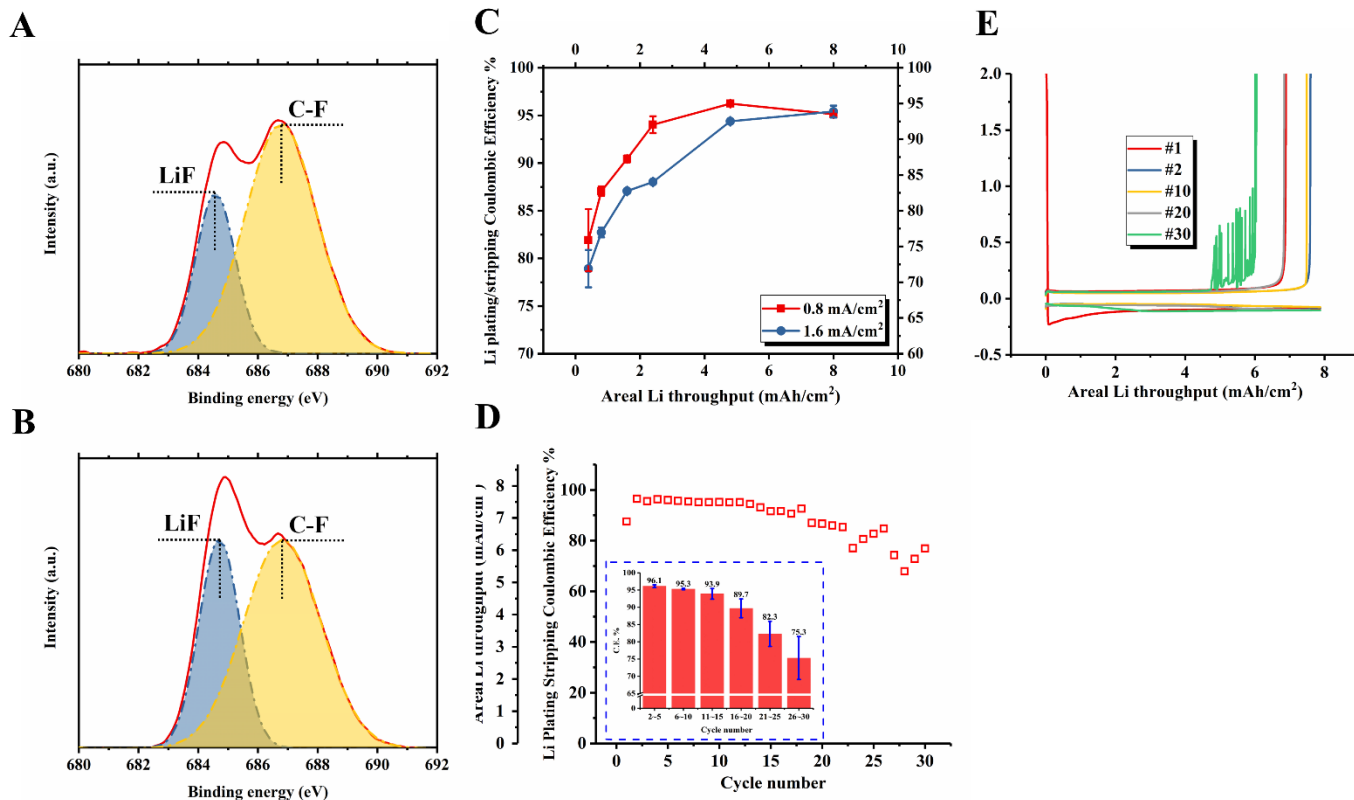 A
C-F
LiF
Intensity (a.u.)
680 682 684 686 688 690 692
Binding energy (eV)
B
LiF
C-F
Intensity (a.u.)
680 682 684 686 688 690 692
Binding energy (eV)
C
0 2 4 6 8 10
Li plating/stripping Coulombic Efficiency %
100
95
90
85
80
75
70
100
95
90
85
80
75
70
65
60
0.8 mA/cm²
1.6 mA/cm²
0 2 4 6 8 10
Areal Li throughput (mAh/cm²)
D
Areal Li throughput (mAh/cm²)
8
7
6
5
4
3
2
1
0
Li Plating Stripping Coulombic Efficiency %
100
80
60
40
20
0
C.E. %
100
95
90
85
80
75
70
65
0
96.1
95.3
93.9
89.7
82.3
75.3
2~5 6~10 11~15 16~20 21~25 26~30
Cycle number
0 5 10 15 20 25 30
Cycle number
E
2.0
1.5
1.0
0.5
0.0
-0.5
#1
#2
#10
#20
#30
0 2 4 6 8
Areal Li throughput (mAh/cm²)